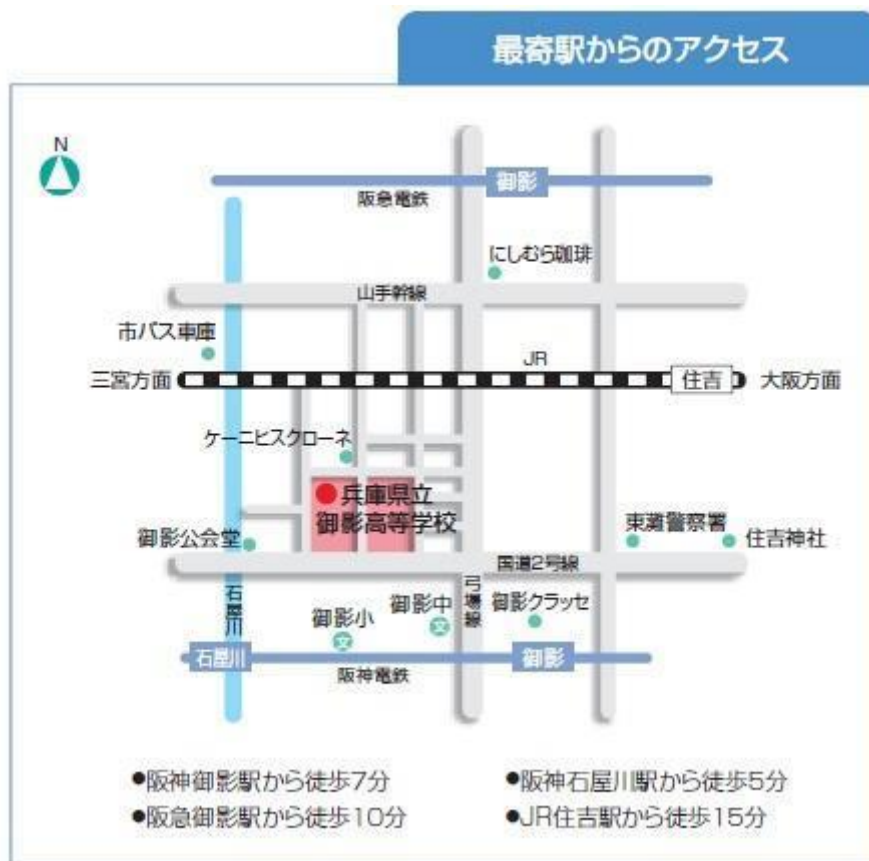 最寄駅からのアクセス
N
御影
阪急電鉄
にしむら珈琲
山手幹線
市バス車庫
JR
三宮方面
住吉
大阪方面
ケーニヒスクローネ
兵庫県立
御影高等学校
御影公会堂
東灘警察署
住吉神社
国道2号線
石屋川
弓場線
御影クラッセ
御影中
文
御影小
文
石屋川
御影
阪神電鉄
●阪神御影駅から徒歩7分
●阪神石屋川駅から徒歩5分
●阪急御影駅から徒歩10分
●JR住吉駅から徒歩15分